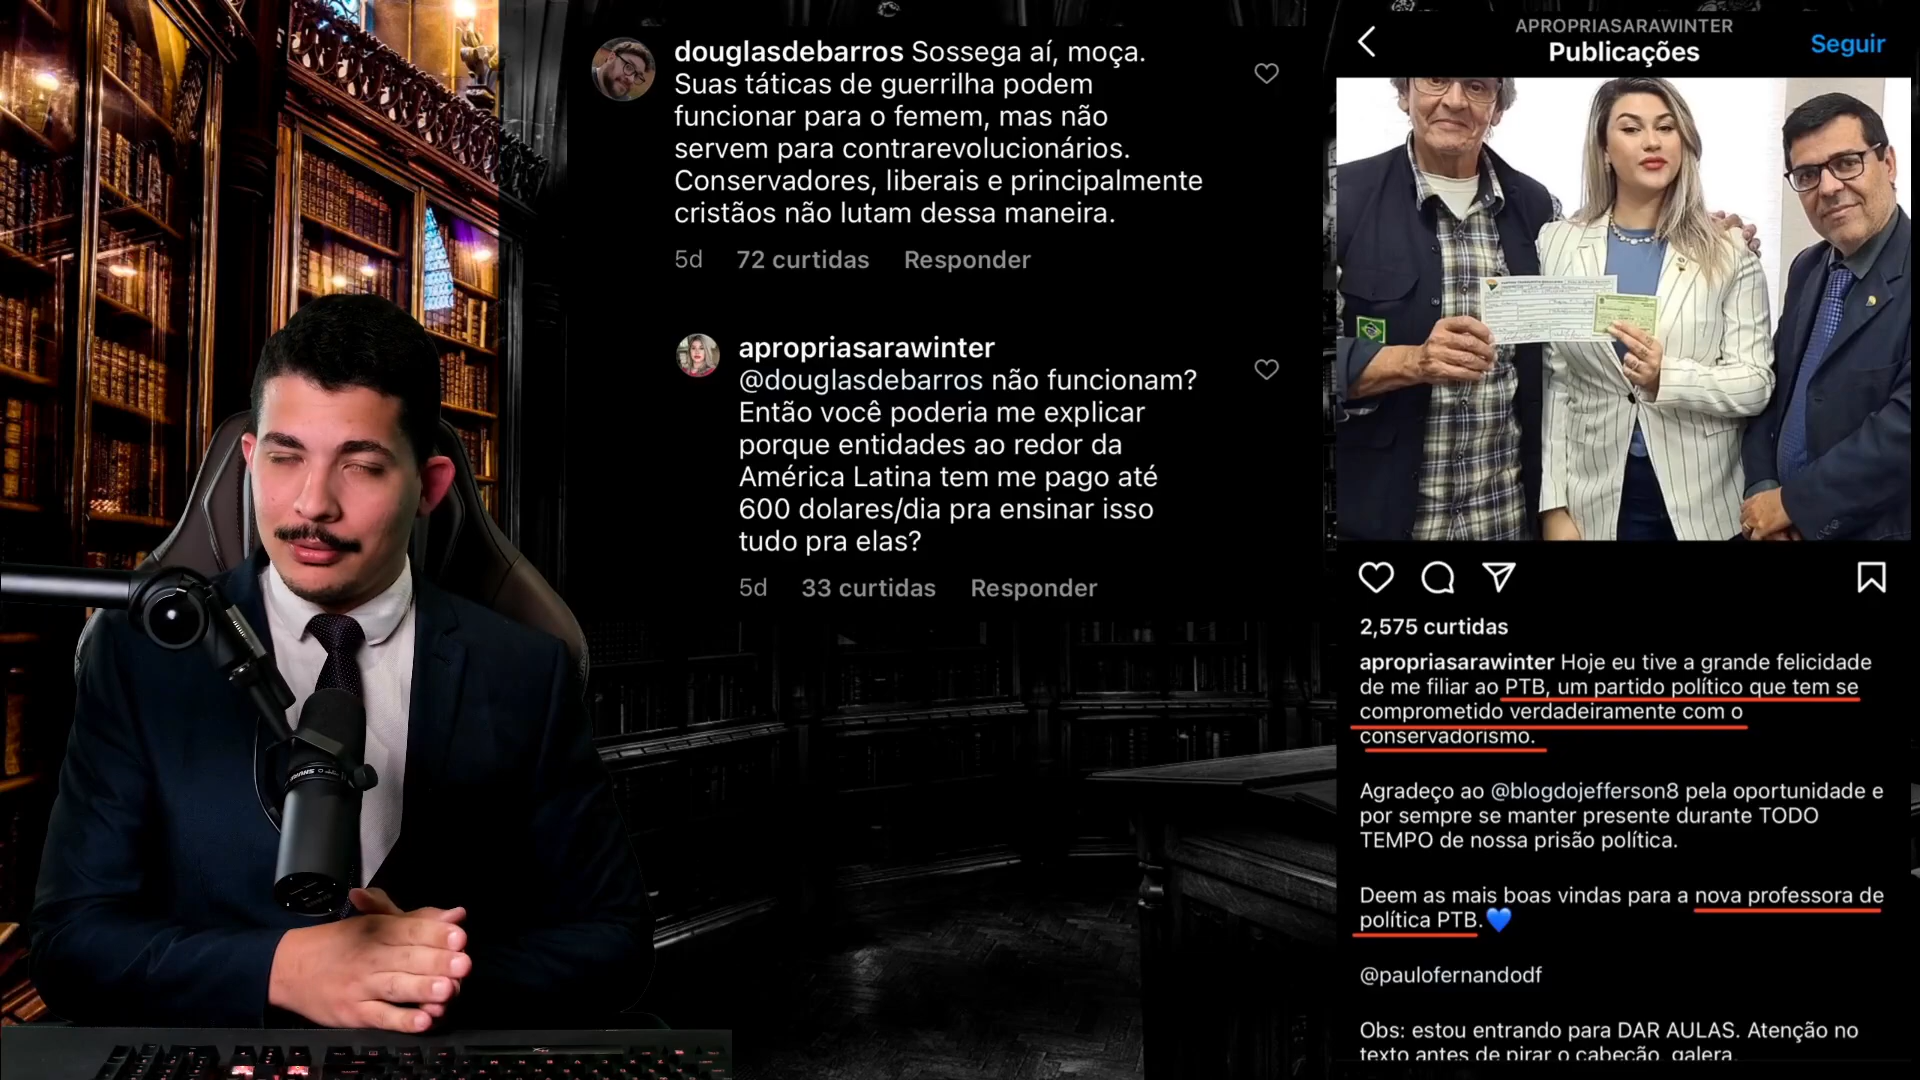 douglasdebarros Sossega aí, moça.
Suas táticas de guerrilha podem
funcionar para o femem, mas não
servem para contrarevolucionários.
Conservadores, liberais e principalmente
cristãos não lutam dessa maneira.
5d 72 curtidas Responder
apropriasarawinter
@douglasdebarros não funcionam?
Então você poderia me explicar
porque entidades ao redor da
América Latina tem me pago até
600 dolares/dia pra ensinar isso
tudo pra elas?
5d 33 curtidas Responder
APROPRIASARAWINTER
Publicações
Seguir
2,575 curtidas
apropriasarawinter Hoje eu tive a grande felicidade
de me filiar ao PTB, um partido político que tem se
comprometido verdadeiramente com o
conservadorismo.
Agradeço ao @blogdojefferson8 pela oportunidade e
por sempre se manter presente durante TODO
TEMPO de nossa prisão política.
Deem as mais boas vindas para a nova professora de
política PTB.💙
@paulofernandodf
Obs: estou entrando para DAR AULAS. Atenção no
texto antes de pirar o cabeção, galera.